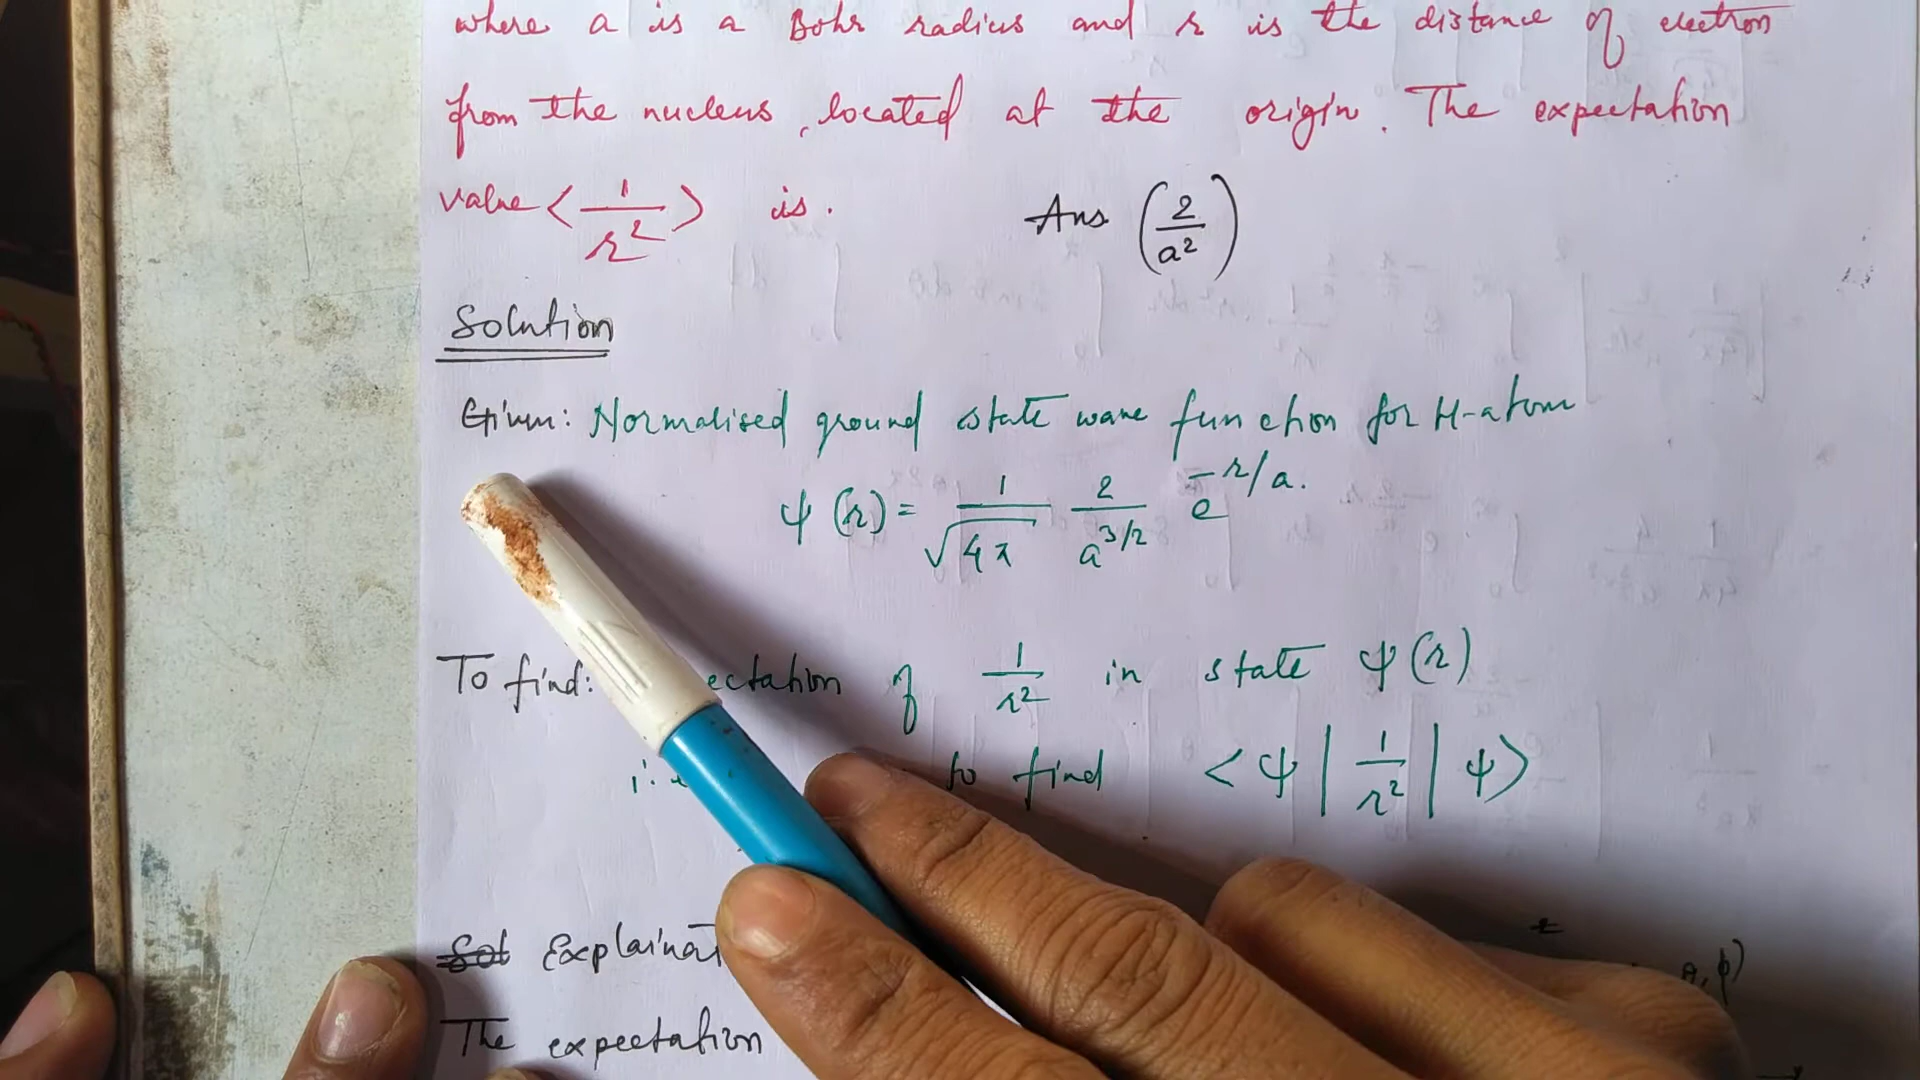 where a is a Bohr radius and r is the distance of electron
from the nucleus, located at the origin. The expectation
value < 1/r² > is. Ans (2/a²)
Solution
Given: Normalised ground state wave function for H-atom
ψ(r) = 1/√4π 2/a^3/2 e^-r/a.
To find: ectation of 1/r² in state ψ(r)
to find <ψ| 1/r² |ψ>
Sol Explainat
The expectation